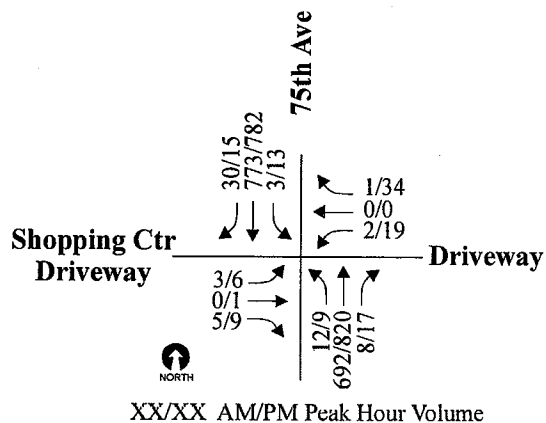 75th Ave
30/15
773/782
3/13
1/34
0/0
2/19
Shopping Ctr
Driveway
Driveway
3/6
0/1
5/9
12/9
692/820
8/17
NORTH
XX/XX AM/PM Peak Hour Volume